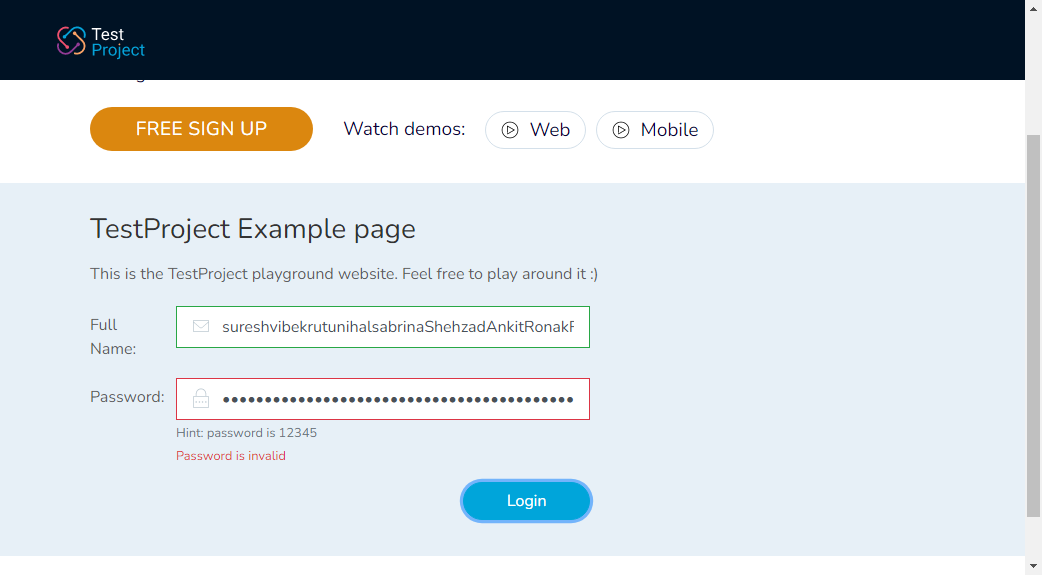 Test
Project
FREE SIGN UP
Watch demos:
Web
Mobile
TestProject Example page
This is the TestProject playground website. Feel free to play around it :)
Full
Name:
sureshvibekrutunihalsabrinaShehzadAnkitRonak
Password:
••••••••••••••••••••••••••••••••••••••••••
Hint: password is 12345
Password is invalid
Login